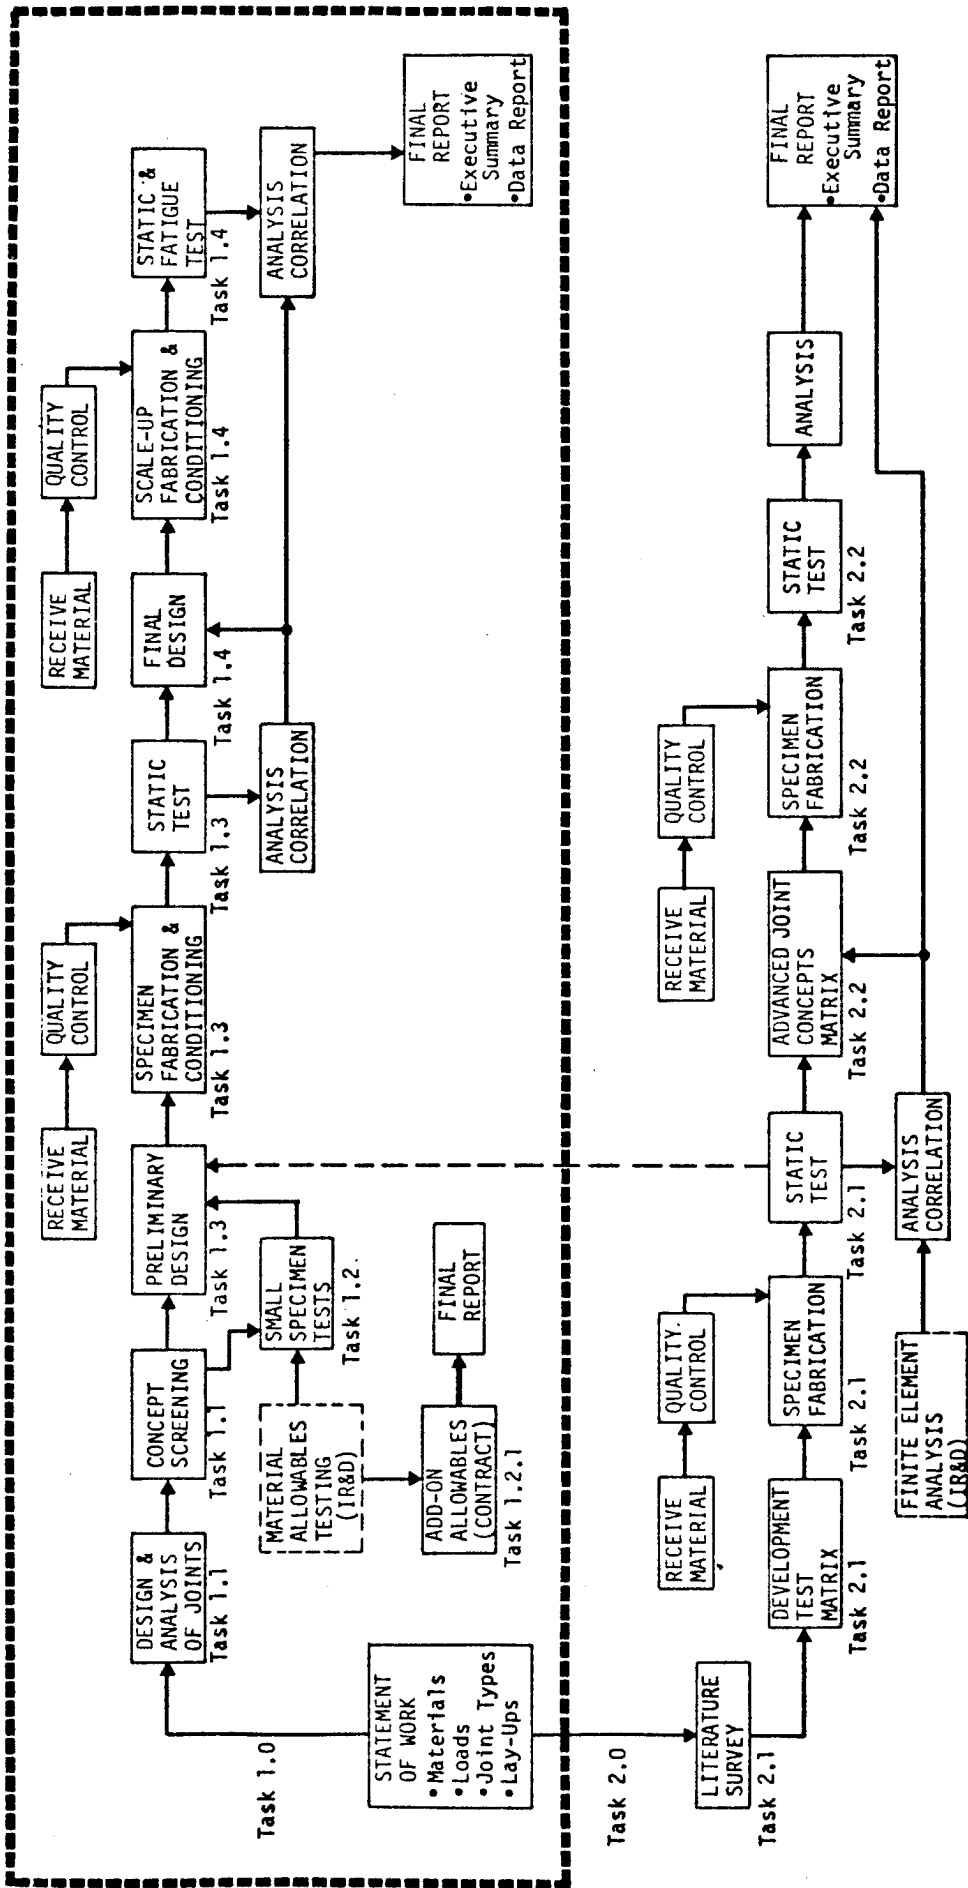 Task 1.0
STATEMENT
OF WORK
•Materials
•Loads
•Joint Types
•Lay-Ups
Task 2.0
DESIGN &
ANALYSIS
OF JOINTS
Task 1.1
CONCEPT
SCREENING
Task 1.1
MATERIAL
ALLOWABLES
TESTING
(IR&D)
ADD-ON
ALLOWABLES
(CONTRACT)
Task 1.2.1
FINAL
REPORT
SMALL
SPECIMEN
TESTS
Task 1.2
PRELIMINARY
DESIGN
Task 1.3
RECEIVE
MATERIAL
QUALITY
CONTROL
SPECIMEN
FABRICATION &
CONDITIONING
Task 1.3
STATIC
TEST
Task 1.3
ANALYSIS
CORRELATION
FINAL
DESIGN
Task 1.4
RECEIVE
MATERIAL
QUALITY
CONTROL
SCALE-UP
FABRICATION &
CONDITIONING
Task 1.4
STATIC &
FATIGUE
TEST
Task 1.4
ANALYSIS
CORRELATION
FINAL
REPORT
•Executive
Summary
•Data Report
LITERATURE
SURVEY
Task 2.1
DEVELOPMENT
TEST
MATRIX
Task 2.1
RECEIVE
MATERIAL
QUALITY.
CONTROL
SPECIMEN
FABRICATION
Task 2.1
STATIC
TEST
Task 2.1
FINITE ELEMENT
ANALYSIS
(IR&D)
ANALYSIS
CORRELATION
ADVANCED JOINT
CONCEPTS
MATRIX
Task 2.2
RECEIVE
MATERIAL
QUALITY
CONTROL
SPECIMEN
FABRICATION
Task 2.2
STATIC
TEST
Task 2.2
ANALYSIS
FINAL
REPORT
•Executive
Summary
•Data Report